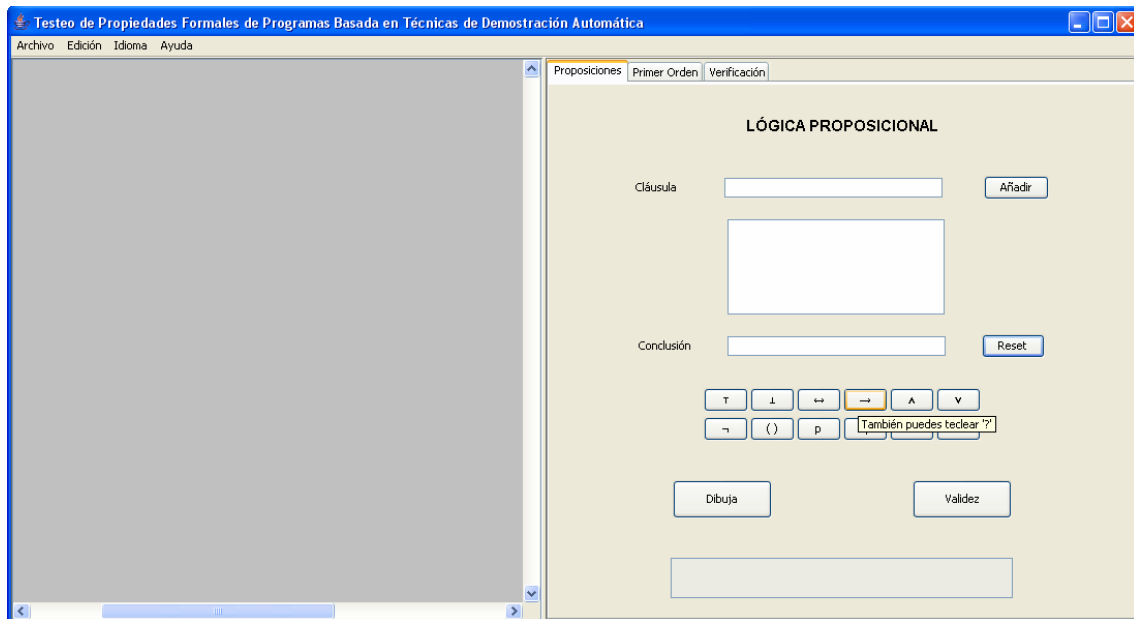 Testeo de Propiedades Formales de Programas Basada en Técnicas de Demostración Automática
Archivo Edición Idioma Ayuda
Proposiciones Primer Orden Verificación
LÓGICA PROPOSICIONAL
Cláusula Añadir
Conclusión Reset
⊤ ⊥ ↔ → ∧ ∨
¬ ( ) p
También puedes teclear '?'
Dibuja Validez